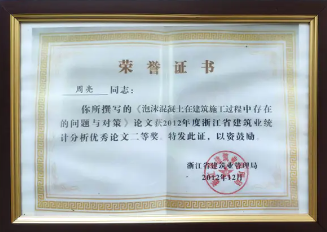 荣誉证书
周亮 同志：
你所撰写的《泡沫混凝土在建筑施工过程中存在
的问题与对策》论文获2012年度浙江省建筑业统
计分析优秀论文二等奖。特发此证，以资鼓励
浙江省建筑业管理局
2012年12月